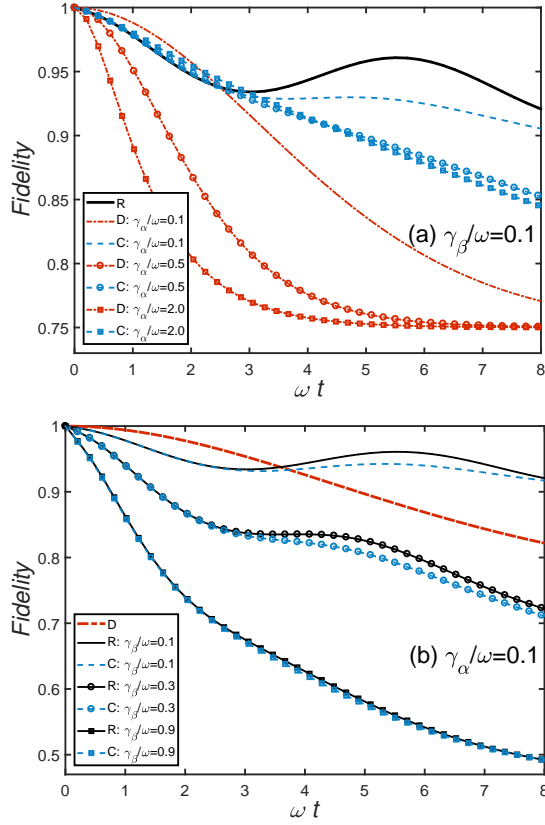 1
0.95
0.9
0.85
0.8
0.75
Fidelity
R
D: γα/ω=0.1
C: γα/ω=0.1
D: γα/ω=0.5
C: γα/ω=0.5
D: γα/ω=2.0
C: γα/ω=2.0
(a) γβ/ω=0.1
0 1 2 3 4 5 6 7 8
ω t
1
0.9
0.8
0.7
0.6
0.5
Fidelity
D
R: γβ/ω=0.1
C: γβ/ω=0.1
R: γβ/ω=0.3
C: γβ/ω=0.3
R: γβ/ω=0.9
C: γβ/ω=0.9
(b) γα/ω=0.1
0 1 2 3 4 5 6 7 8
ω t